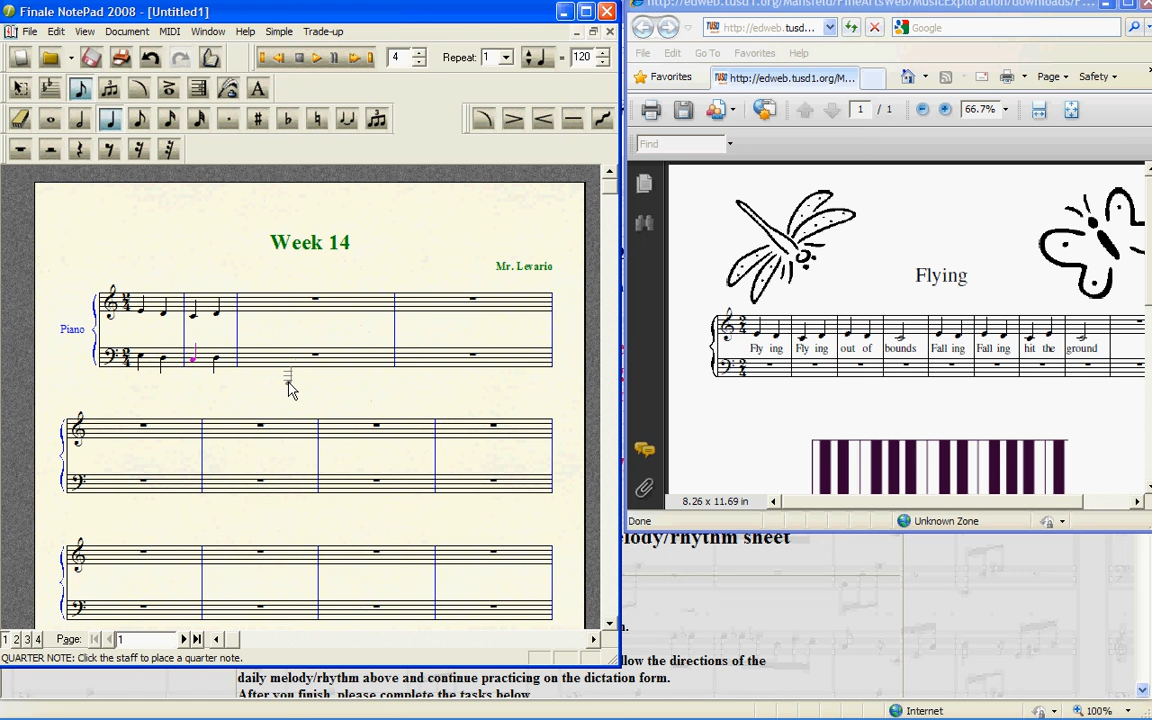 Finale NotePad 2008 - [Untitled1]
File Edit View Document MIDI Window Help Simple Trade-up
4 Repeat: 1 = 120
A
Week 14
Mr. Levario
Piano
1 2 3 4 Page: 1
QUARTER NOTE: Click the staff to place a quarter note.
http://edweb.tusd1.org/Mansfeld/FineArtsWeb/MusicExploration/downloads/F...
http://edweb.tusd... Google
File Edit Go To Favorites Help
Favorites http://edweb.tusd1.org/M...
Page Safety
1 / 1 66.7%
Find
Flying
Fly ing Fly ing out of bounds Fall ing Fall ing hit the ground
8.26 x 11.69 in
Done Unknown Zone
elody/rhythm sheet
n.
llow the directions of the
daily melody/rhythm above and continue practicing on the dictation form.
After you finish please complete the tasks below
Internet 100%